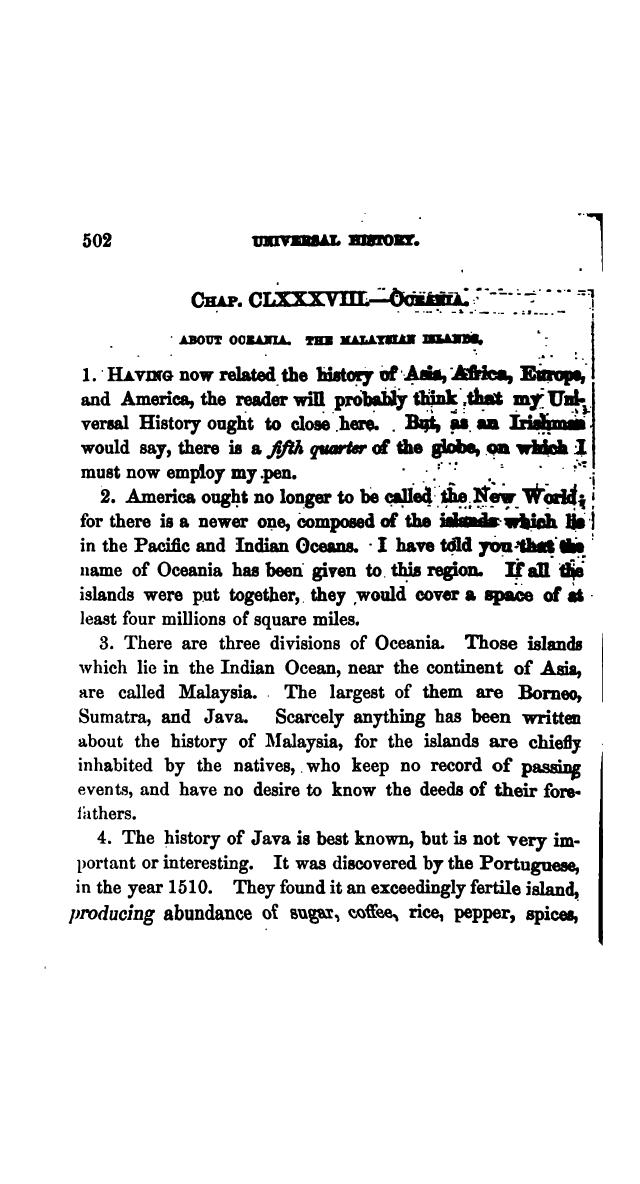 502 UNIVERSAL HISTORY.
CHAP. CLXXXVIII.—OCEANIA.
ABOUT OCEANIA. THE MALAYSIAN ISLANDS.
1. HAVING now related the history of Asia, Africa, Europe,
and America, the reader will probably think that my Uni-
versal History ought to close here. But, as an Irishman
would say, there is a fifth quarter of the globe, on which I
must now employ my pen.
2. America ought no longer to be called the New World;
for there is a newer one, composed of the islands which lie
in the Pacific and Indian Oceans. I have told you that the
name of Oceania has been given to this region. If all the
islands were put together, they would cover a space of at
least four millions of square miles.
3. There are three divisions of Oceania. Those islands
which lie in the Indian Ocean, near the continent of Asia,
are called Malaysia. The largest of them are Borneo,
Sumatra, and Java. Scarcely anything has been written
about the history of Malaysia, for the islands are chiefly
inhabited by the natives, who keep no record of passing
events, and have no desire to know the deeds of their fore-
fathers.
4. The history of Java is best known, but is not very im-
portant or interesting. It was discovered by the Portuguese,
in the year 1510. They found it an exceedingly fertile island,
producing abundance of sugar, coffee, rice, pepper, spices,